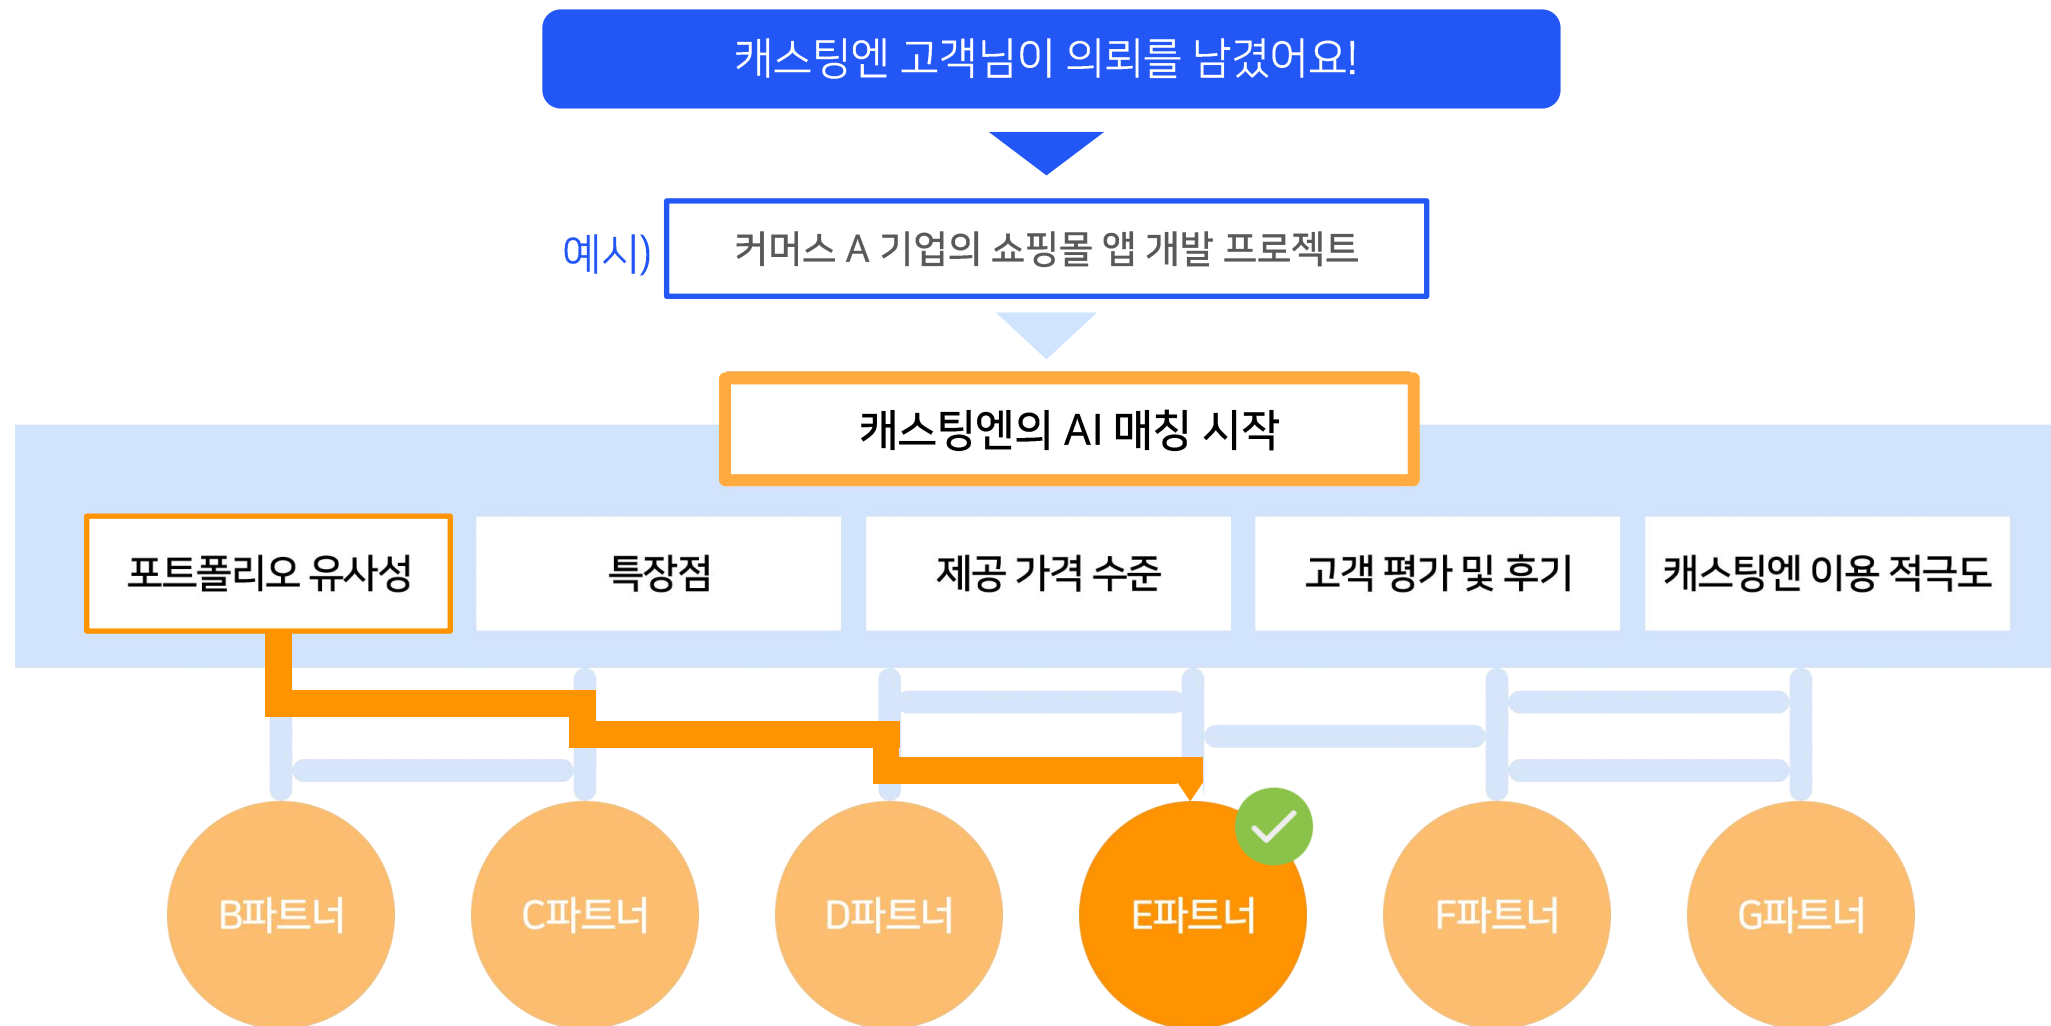 캐스팅엔 고객님이 의뢰를 남겼어요!
예시) 커머스 A 기업의 쇼핑몰 앱 개발 프로젝트
캐스팅엔의 AI 매칭 시작
포트폴리오 유사성
특장점
제공 가격 수준
고객 평가 및 후기
캐스팅엔 이용 적극도
B파트너
C파트너
D파트너
E파트너
F파트너
G파트너